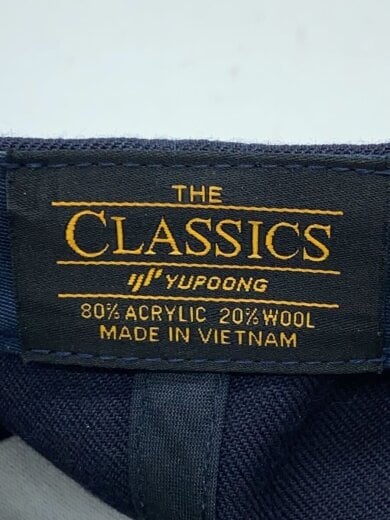 THE
CLASSICS
YUPOONG
80% ACRYLIC 20% WOOL
MADE IN VIETNAM